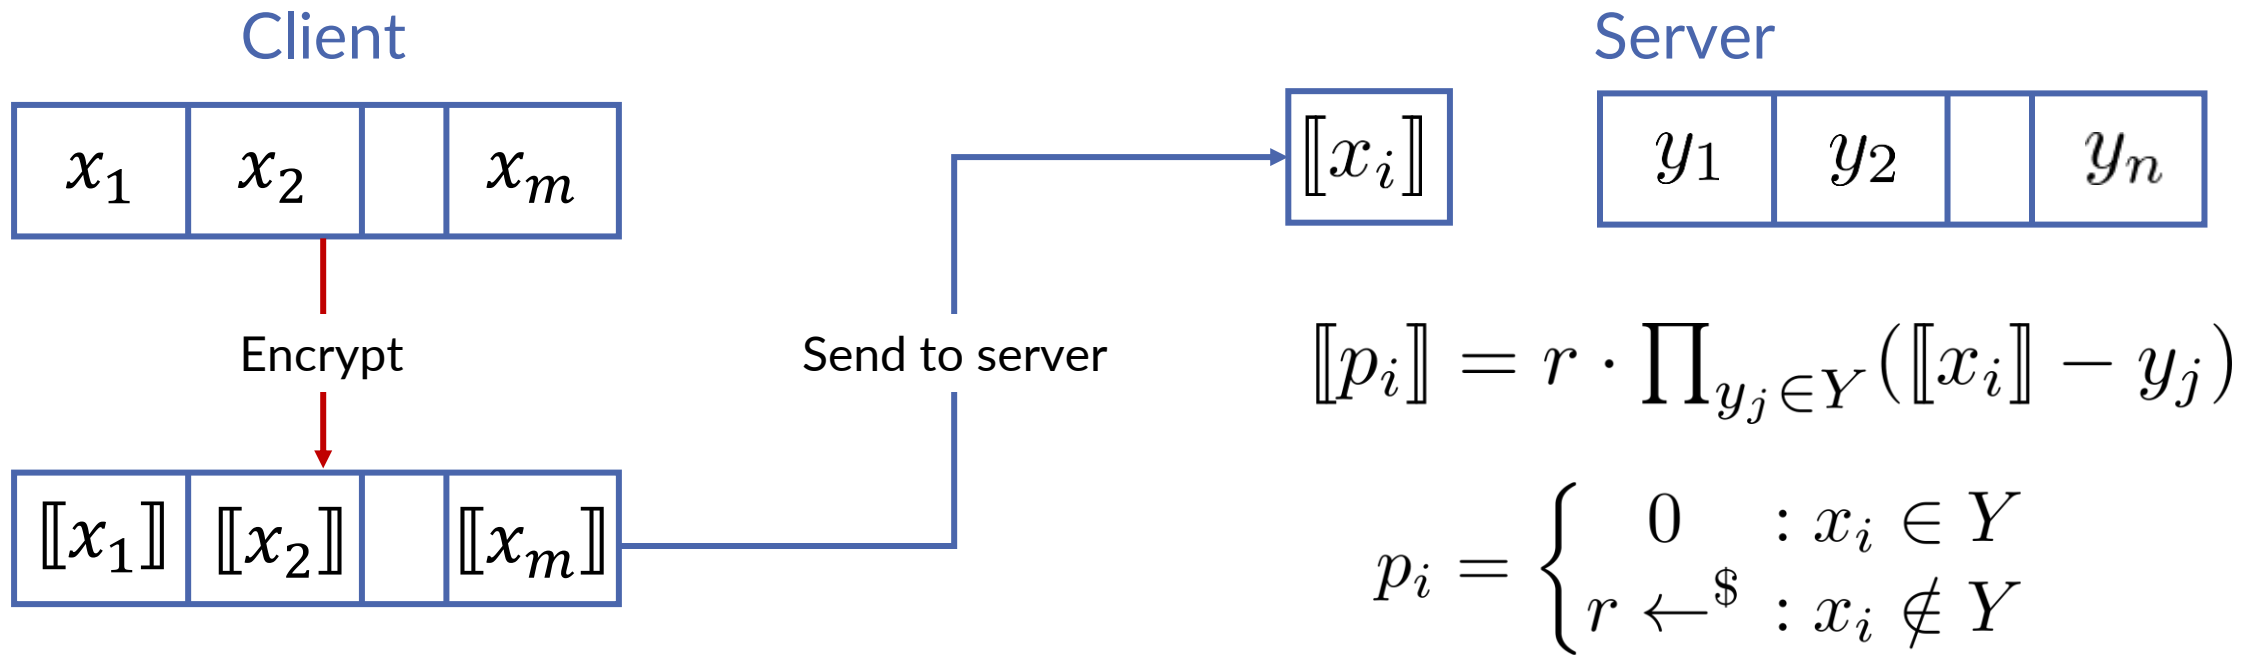 Client
Server
x₁ x₂ xₘ
⟦xᵢ⟧
y₁ y₂ yₙ
Encrypt
Send to server
⟦pᵢ⟧ = r · ∏_{yⱼ∈Y}(⟦xᵢ⟧ − yⱼ)
⟦x₁⟧ ⟦x₂⟧ ⟦xₘ⟧
pᵢ = { 0 : xᵢ ∈ Y
r ←$ : xᵢ ∉ Y